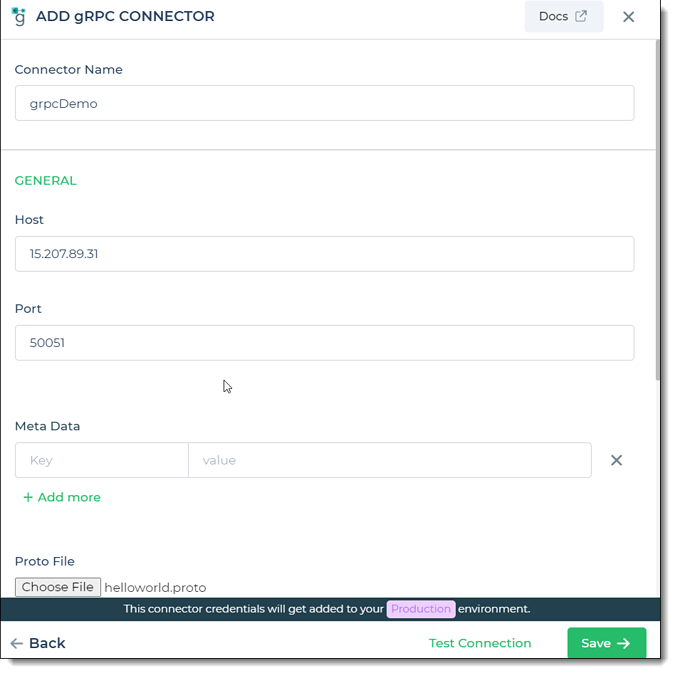 ADD gRPC CONNECTOR
Docs
Connector Name
grpcDemo
GENERAL
Host
15.207.89.31
Port
50051
Meta Data
Key value
+ Add more
Proto File
Choose File helloworld.proto
This connector credentials will get added to your Production environment.
Back Test Connection Save